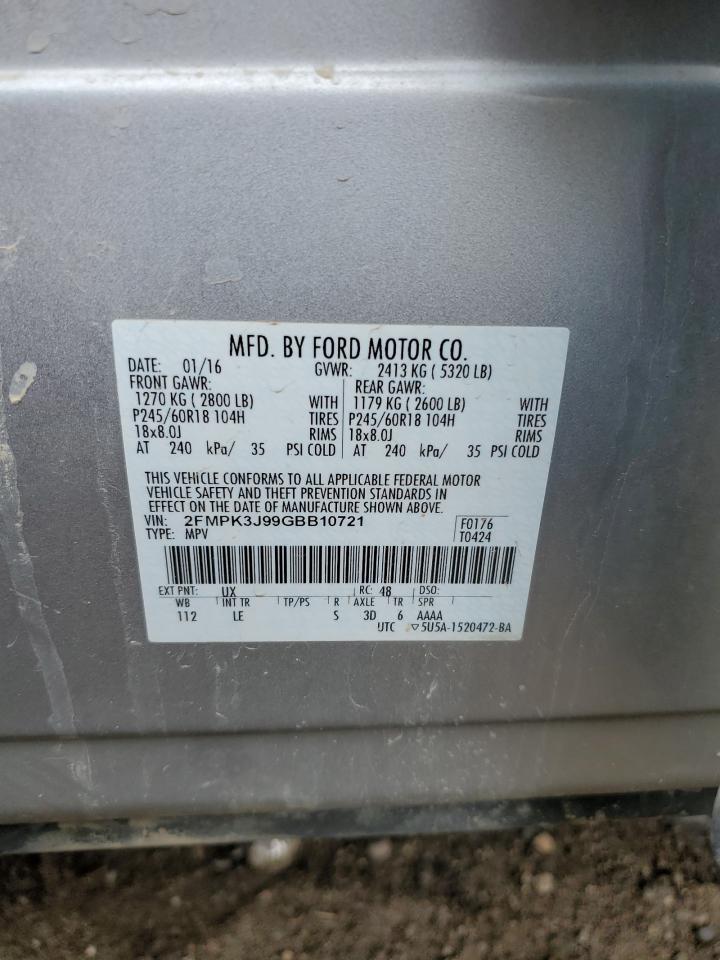 MFD. BY FORD MOTOR CO.
DATE: 01/16 GVWR: 2413 KG ( 5320 LB)
FRONT GAWR: REAR GAWR:
1270 KG ( 2800 LB) WITH 1179 KG ( 2600 LB) WITH
P245/60R18 104H TIRES P245/60R18 104H TIRES
18x8.0J RIMS 18x8.0J RIMS
AT 240 kPa/ 35 PSI COLD AT 240 kPa/ 35 PSI COLD
THIS VEHICLE CONFORMS TO ALL APPLICABLE FEDERAL MOTOR
VEHICLE SAFETY AND THEFT PREVENTION STANDARDS IN
EFFECT ON THE DATE OF MANUFACTURE SHOWN ABOVE.
VIN: 2FMPK3J99GBB10721 F0176
TYPE: MPV T0424
EXT PNT: UX RC: 48 DSO:
WB INT TR TP/PS R AXLE TR SPR
112 LE S 3D 6 AAAA
UTC ▽5U5A-1520472-BA